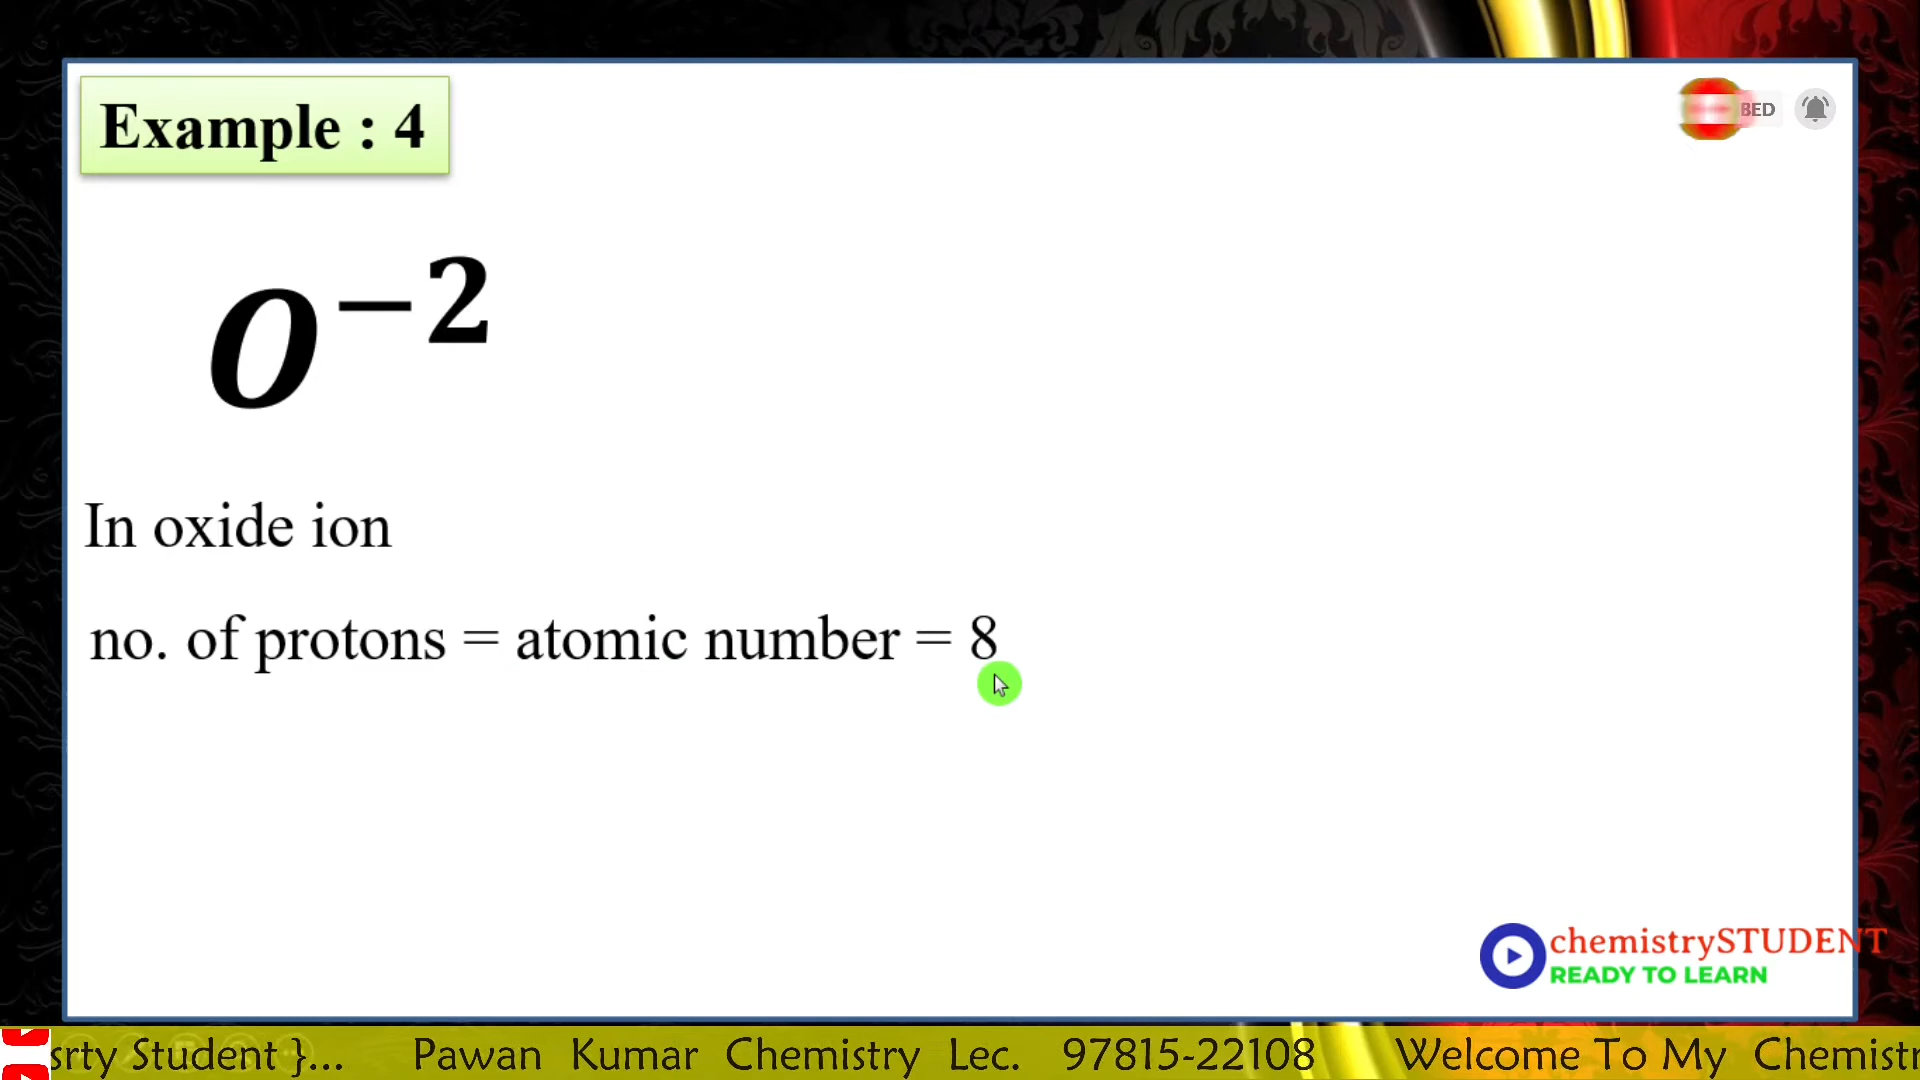 Example : 4
BED
O⁻²
In oxide ion
no. of protons = atomic number = 8
chemistrySTUDENT
READY TO LEARN
srty Student }... Pawan Kumar Chemistry Lec. 97815-22108 Welcome To My Chemistr